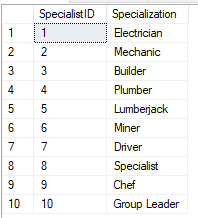 SpecialistID Specialization
1 1 Electrician
2 2 Mechanic
3 3 Builder
4 4 Plumber
5 5 Lumberjack
6 6 Miner
7 7 Driver
8 8 Specialist
9 9 Chef
10 10 Group Leader